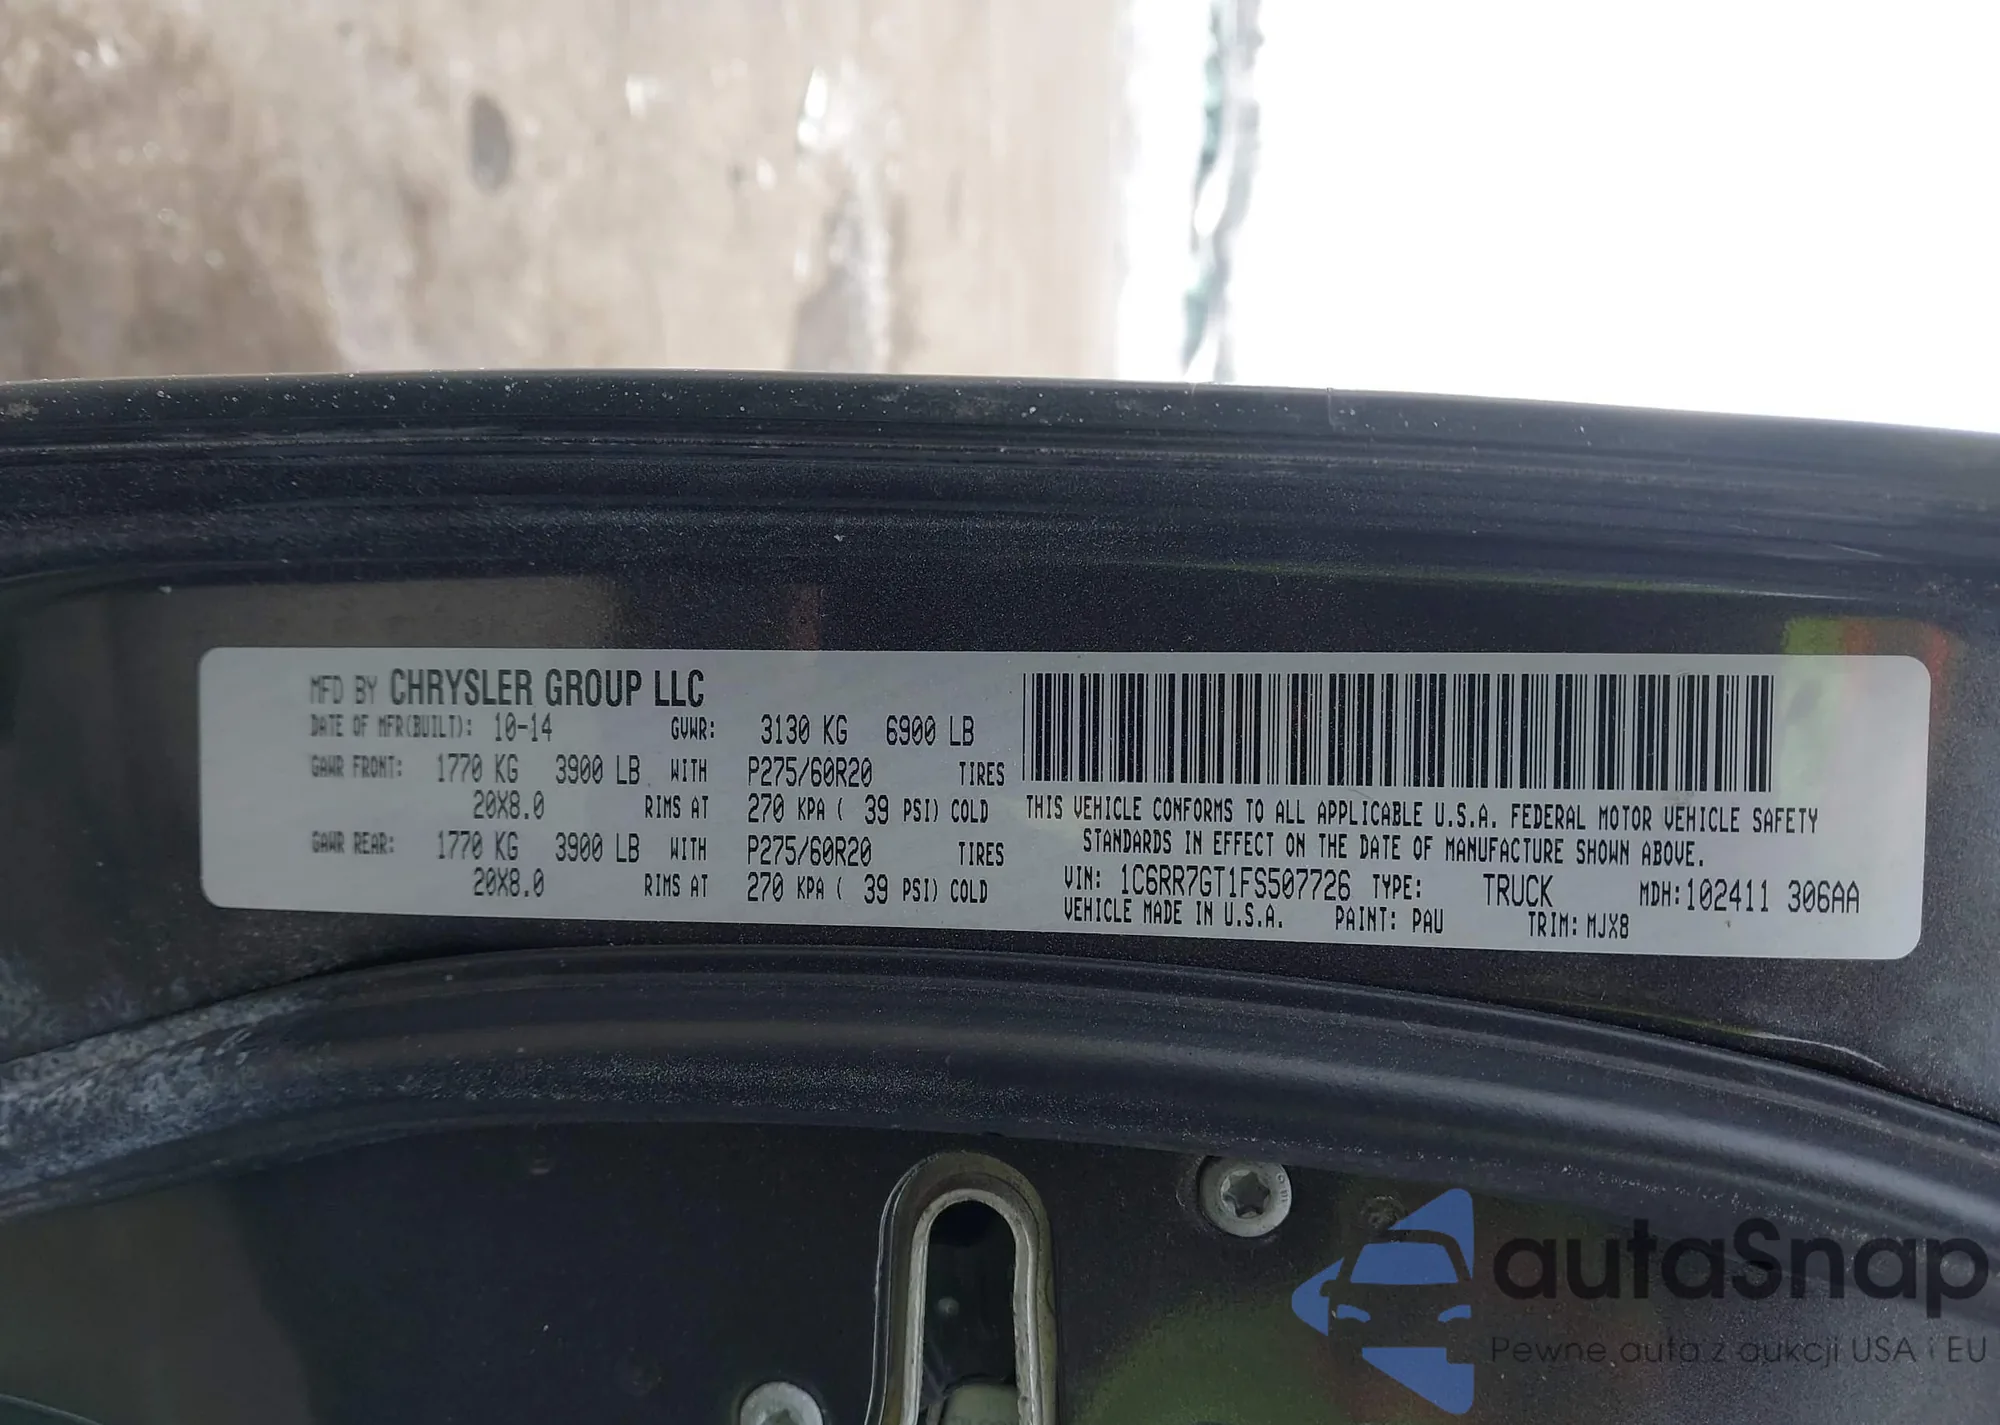 MFD BY CHRYSLER GROUP LLC
DATE OF MFR(BUILT): 10-14 GVWR: 3130 KG 6900 LB
GAWR FRONT: 1770 KG 3900 LB WITH P275/60R20 TIRES
20X8.0 RIMS AT 270 KPA ( 39 PSI) COLD
GAWR REAR: 1770 KG 3900 LB WITH P275/60R20 TIRES
20X8.0 RIMS AT 270 KPA ( 39 PSI) COLD
THIS VEHICLE CONFORMS TO ALL APPLICABLE U.S.A. FEDERAL MOTOR VEHICLE SAFETY
STANDARDS IN EFFECT ON THE DATE OF MANUFACTURE SHOWN ABOVE.
VIN: 1C6RR7GT1FS507726 TYPE: TRUCK MDH:102411 306AA
VEHICLE MADE IN U.S.A. PAINT: PAU TRIM: MJX8
autaSnap
Pewne auta z aukcji USA i EU